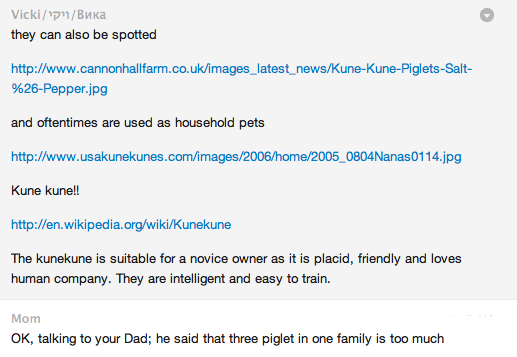 Vicki/ויקי/Вика
they can also be spotted
http://www.cannonhallfarm.co.uk/images_latest_news/Kune-Kune-Piglets-Salt-
%26-Pepper.jpg
and oftentimes are used as household pets
http://www.usakunekunes.com/images/2006/home/2005_0804Nanas0114.jpg
Kune kune!!
http://en.wikipedia.org/wiki/Kunekune
The kunekune is suitable for a novice owner as it is placid, friendly and loves
human company. They are intelligent and easy to train.
Mom
OK, talking to your Dad; he said that three piglet in one family is too much